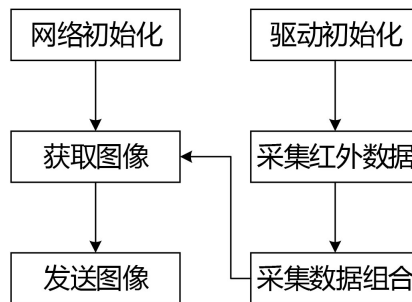 网络初始化
驱动初始化
获取图像
采集红外数据
发送图像
采集数据组合